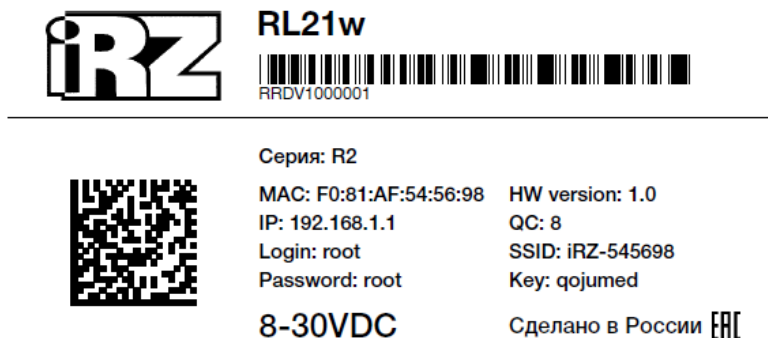 iRZ
RL21w
RRDV1000001
Серия: R2
MAC: F0:81:AF:54:56:98 HW version: 1.0
IP: 192.168.1.1 QC: 8
Login: root SSID: iRZ-545698
Password: root Key: qojumed
8-30VDC Сделано в России EAC